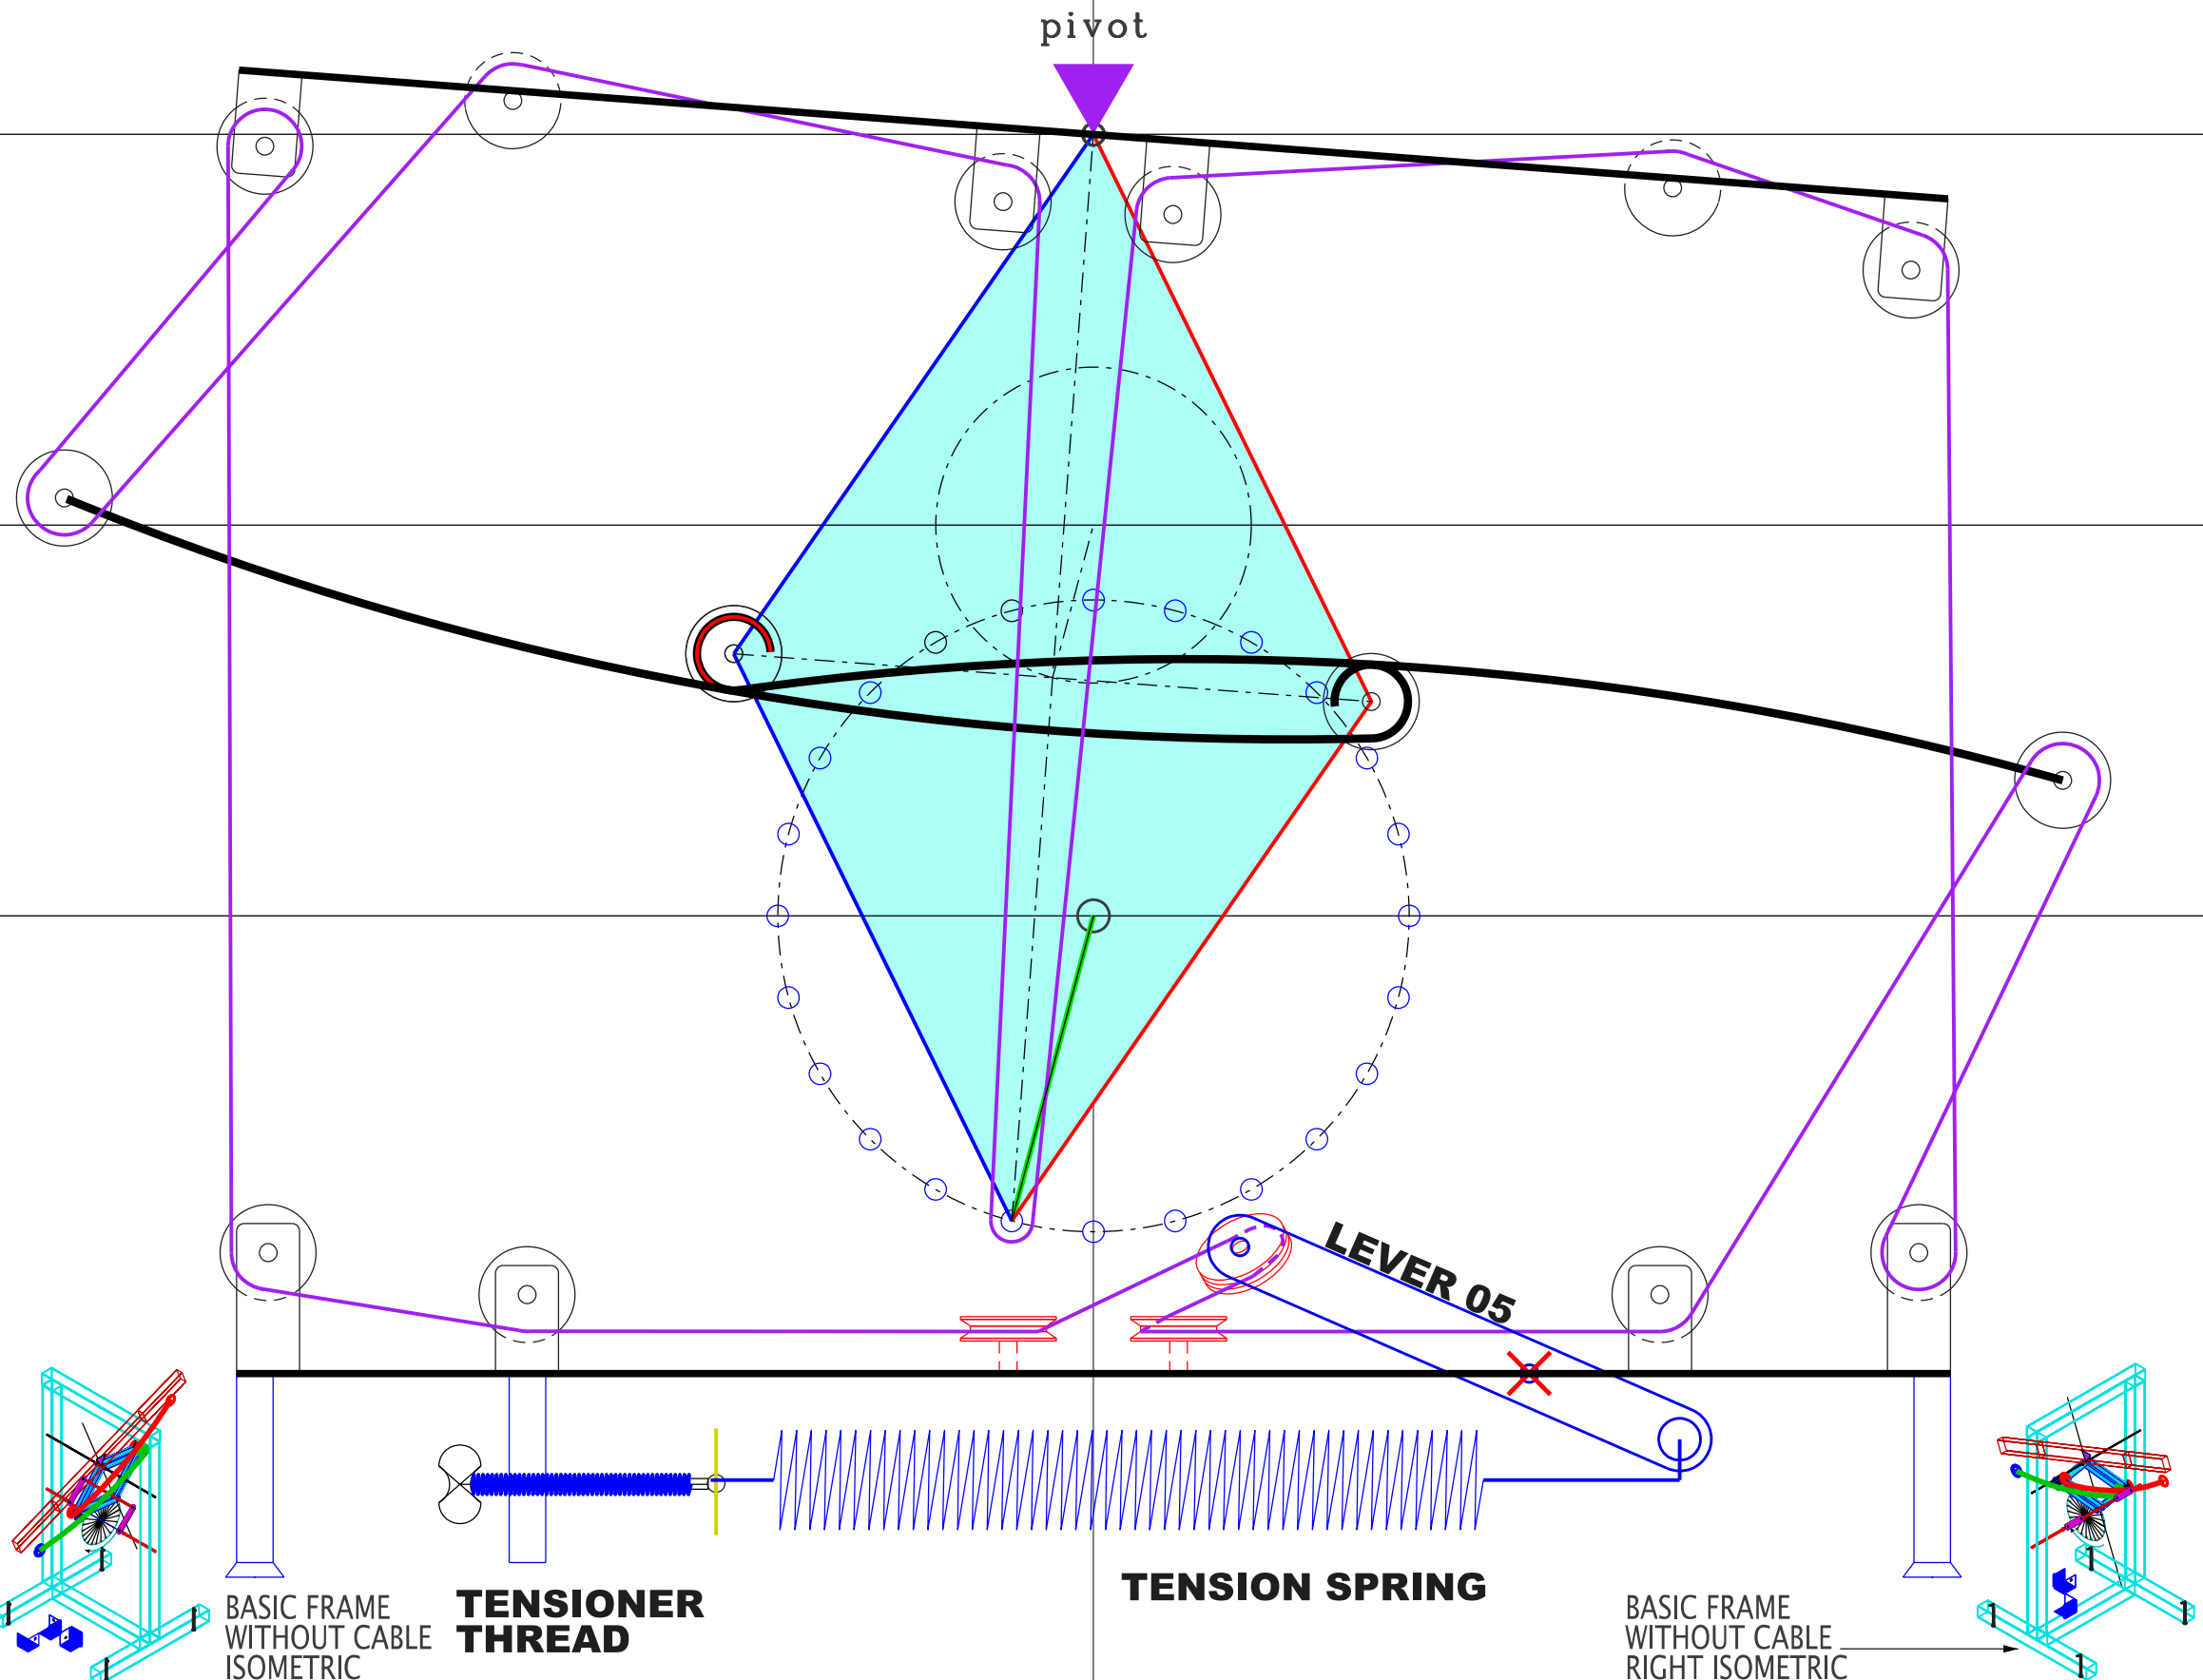 pivot
LEVER 05
TENSION SPRING
TENSIONER
THREAD
BASIC FRAME
WITHOUT CABLE
ISOMETRIC
BASIC FRAME
WITHOUT CABLE
RIGHT ISOMETRIC